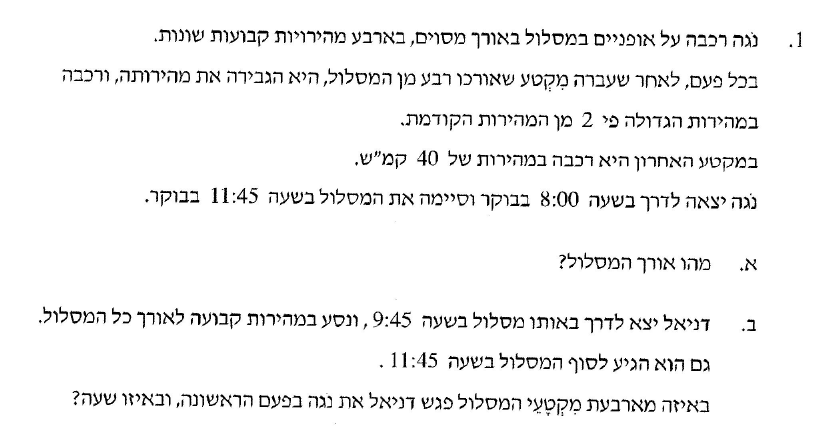 1. נֹגה רכבה על אופניים במסלול באורך מסוים, בארבע מהירויות קבועות שונות.
בכל פעם, לאחר שעברה מִקְטע שאורכו רבע מן המסלול, היא הגבירה את מהירותה, ורכבה
במהירות הגדולה פי 2 מן המהירות הקודמת.
במקטע האחרון היא רכבה במהירות של 40 קמ"ש.
נֹגה יצאה לדרך בשעה 8:00 בבוקר וסיימה את המסלול בשעה 11:45 בבוקר.
א. מהו אורך המסלול?
ב. דניאל יצא לדרך באותו מסלול בשעה 9:45, ונסע במהירות קבועה לאורך כל המסלול.
גם הוא הגיע לסוף המסלול בשעה 11:45.
באיזה מארבעת מִקְטָעֵי המסלול פגש דניאל את נֹגה בפעם הראשונה, ובאיזו שעה?